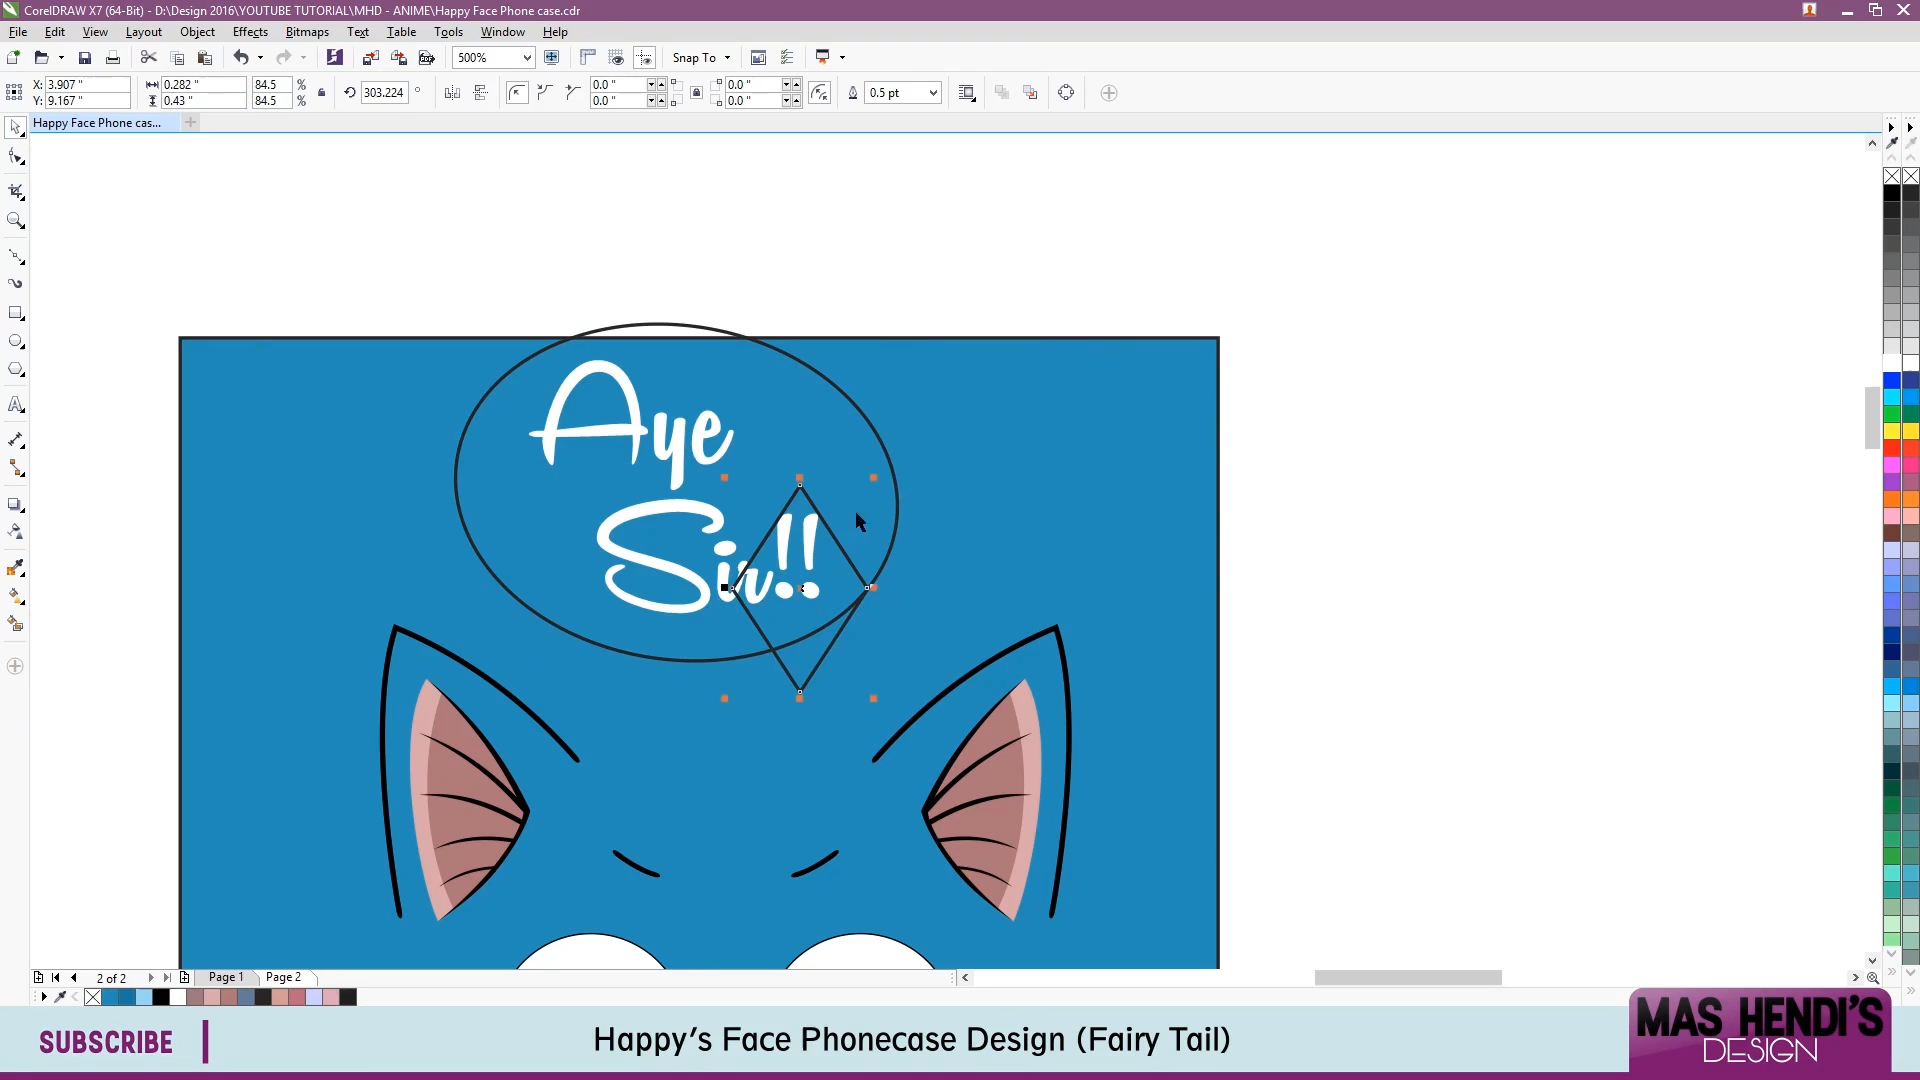 CorelDRAW X7 (64-Bit) - D:\Design 2016\YOUTUBE TUTORIAL\MHD - ANIME\Happy Face Phone case.cdr
File Edit View Layout Object Effects Bitmaps Text Table Tools Window Help
500% Snap To
X: 3.907 " 0.282 " 84.5 % 303.224 ° 0.0 " 0.0 " 0.5 pt
Y: 9.167 " 0.43 " 84.5 % 0.0 " 0.0 "
Happy Face Phone cas...
Aye
Sir!!
2 of 2 Page 1 Page 2
SUBSCRIBE
Happy's Face Phonecase Design (Fairy Tail)
MAS HENDI'S
DESIGN